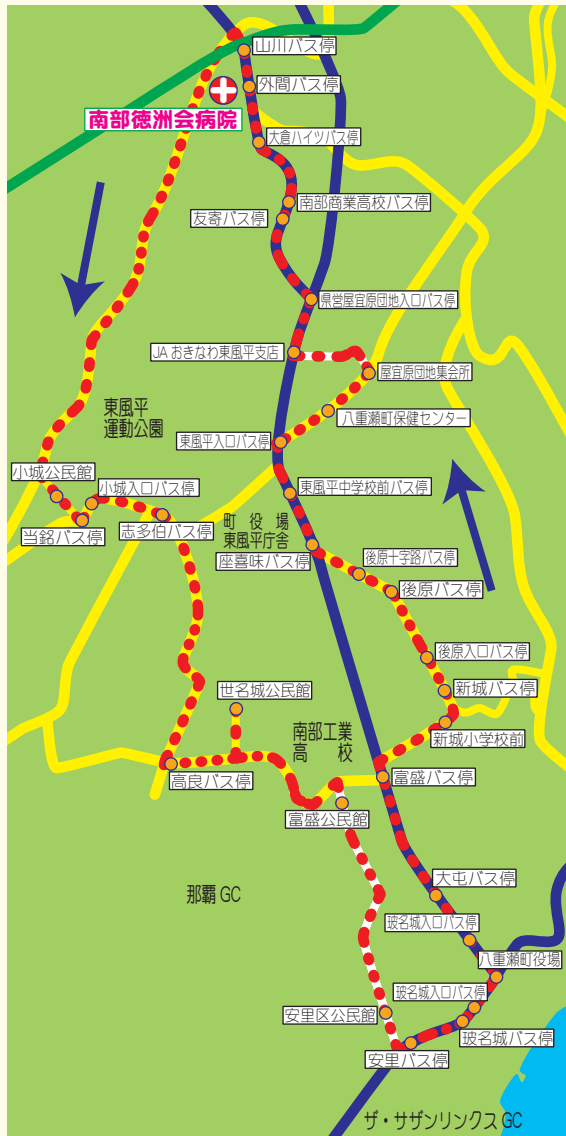 山川バス停
外間バス停
南部徳洲会病院
大倉ハイツバス停
南部商業高校バス停
友寄バス停
県営屋宜原団地入口バス停
JAおきなわ東風平支店
屋宜原団地集会所
東風平
運動公園
八重瀬町保健センター
東風平入口バス停
小城公民館
小城入口バス停
東風平中学校前バス停
当銘バス停
志多伯バス停
町役場
東風平庁舎
座喜味バス停
後原十字路バス停
後原バス停
後原入口バス停
世名城公民館
新城バス停
南部工業
高校
新城小学校前
高良バス停
富盛バス停
富盛公民館
那覇GC
大屯バス停
玻名城入口バス停
八重瀬町役場
玻名城入口バス停
安里区公民館
玻名城バス停
安里バス停
ザ・サザンリンクスGC